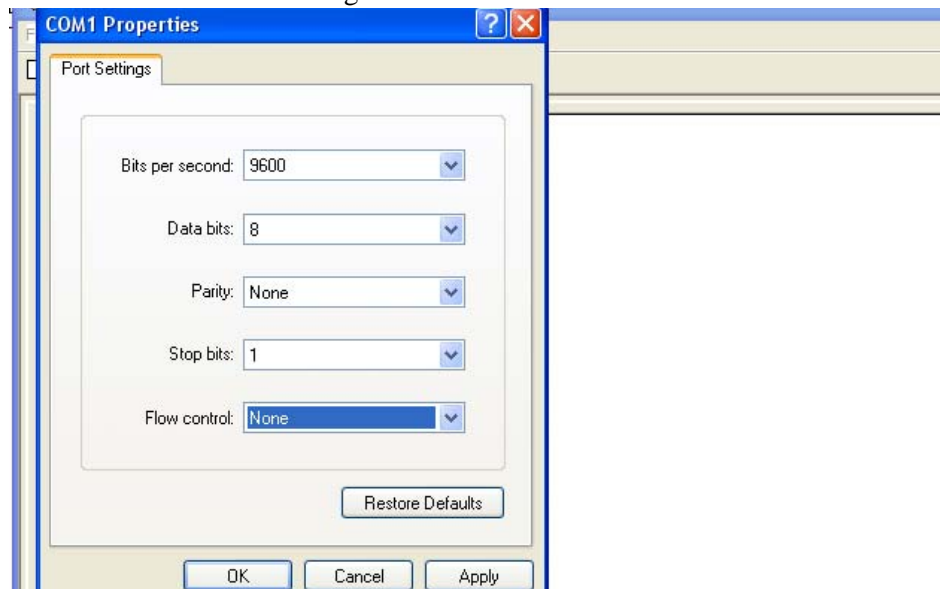 COM1 Properties
Port Settings
Bits per second: 9600
Data bits: 8
Parity: None
Stop bits: 1
Flow control: None
Restore Defaults
OK Cancel Apply